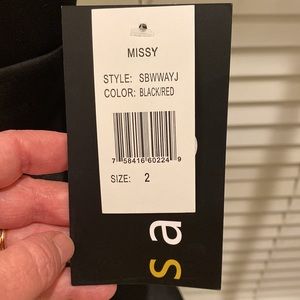 MISSY
STYLE: SBWWAYJ
COLOR: BLACK/RED
7 58416 60224 9
SIZE: 2
s a